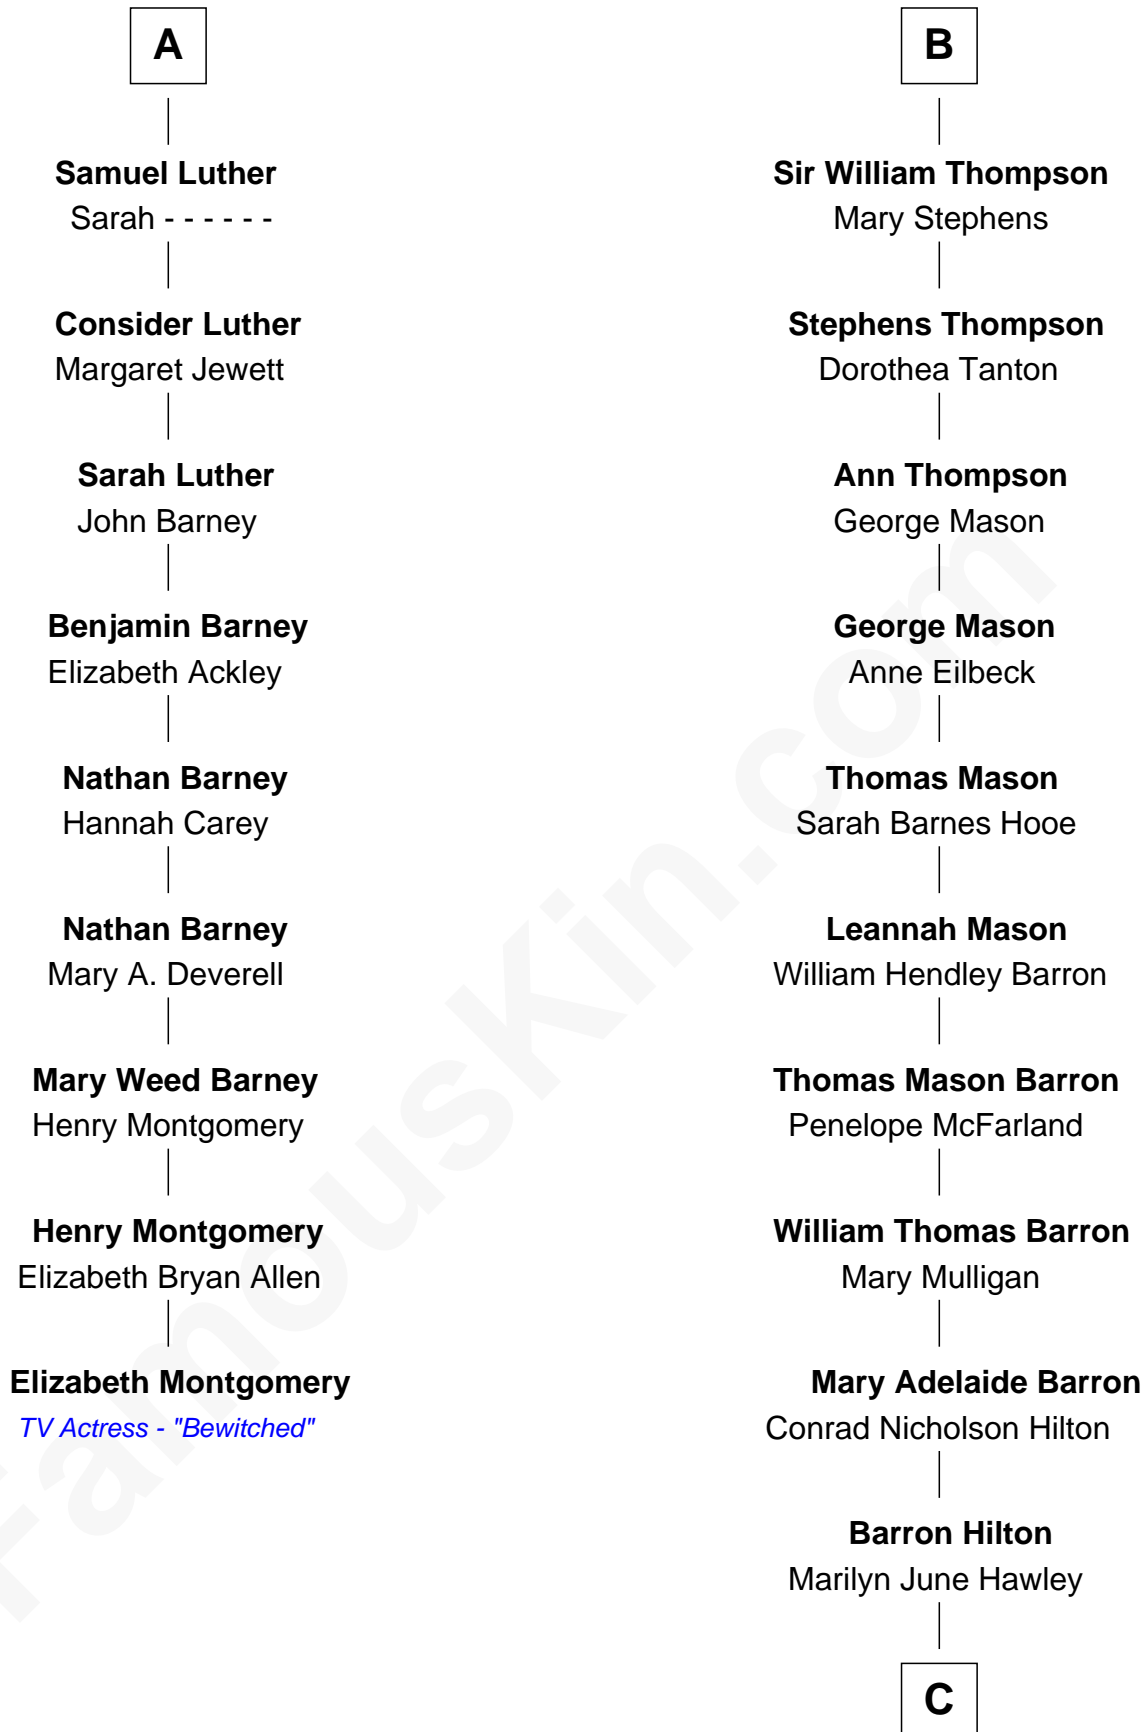 A
Samuel Luther
Sarah - - - - - -
Consider Luther
Margaret Jewett
Sarah Luther
John Barney
Benjamin Barney
Elizabeth Ackley
Nathan Barney
Hannah Carey
Nathan Barney
Mary A. Deverell
Mary Weed Barney
Henry Montgomery
Henry Montgomery
Elizabeth Bryan Allen
Elizabeth Montgomery
TV Actress - "Bewitched"
B
Sir William Thompson
Mary Stephens
Stephens Thompson
Dorothea Tanton
Ann Thompson
George Mason
George Mason
Anne Eilbeck
Thomas Mason
Sarah Barnes Hooe
Leannah Mason
William Hendley Barron
Thomas Mason Barron
Penelope McFarland
William Thomas Barron
Mary Mulligan
Mary Adelaide Barron
Conrad Nicholson Hilton
Barron Hilton
Marilyn June Hawley
C
FamousKin.com